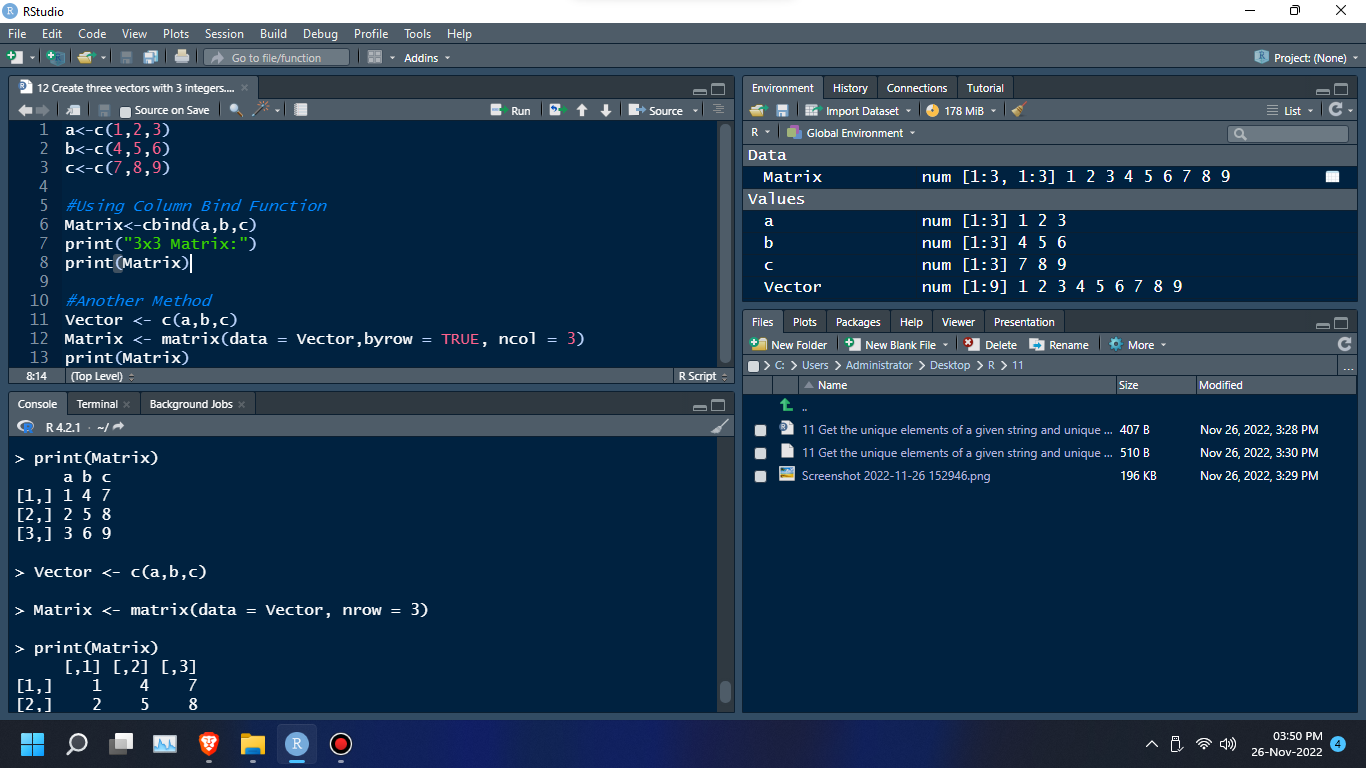 RStudio
File Edit Code View Plots Session Build Debug Profile Tools Help
Go to file/function Addins Project: (None)
12 Create three vectors with 3 integers....
Source on Save Run Source
1 a<-c(1,2,3)
2 b<-c(4,5,6)
3 c<-c(7,8,9)
4
5 #Using Column Bind Function
6 Matrix<-cbind(a,b,c)
7 print("3x3 Matrix:")
8 print(Matrix)
9
10 #Another Method
11 Vector <- c(a,b,c)
12 Matrix <- matrix(data = Vector,byrow = TRUE, ncol = 3)
13 print(Matrix)
8:14 (Top Level) R Script
Console Terminal Background Jobs
R 4.2.1 · ~/
> print(Matrix)
a b c
[1,] 1 4 7
[2,] 2 5 8
[3,] 3 6 9
> Vector <- c(a,b,c)
> Matrix <- matrix(data = Vector, nrow = 3)
> print(Matrix)
[,1] [,2] [,3]
[1,] 1 4 7
[2,] 2 5 8
Environment History Connections Tutorial
Import Dataset 178 MiB List
R Global Environment
Data
Matrix num [1:3, 1:3] 1 2 3 4 5 6 7 8 9
Values
a num [1:3] 1 2 3
b num [1:3] 4 5 6
c num [1:3] 7 8 9
Vector num [1:9] 1 2 3 4 5 6 7 8 9
Files Plots Packages Help Viewer Presentation
New Folder New Blank File Delete Rename More
C: Users Administrator Desktop R 11 ...
Name Size Modified
..
11 Get the unique elements of a given string and unique ... 407 B Nov 26, 2022, 3:28 PM
11 Get the unique elements of a given string and unique ... 510 B Nov 26, 2022, 3:30 PM
Screenshot 2022-11-26 152946.png 196 KB Nov 26, 2022, 3:29 PM
03:50 PM
26-Nov-2022 4